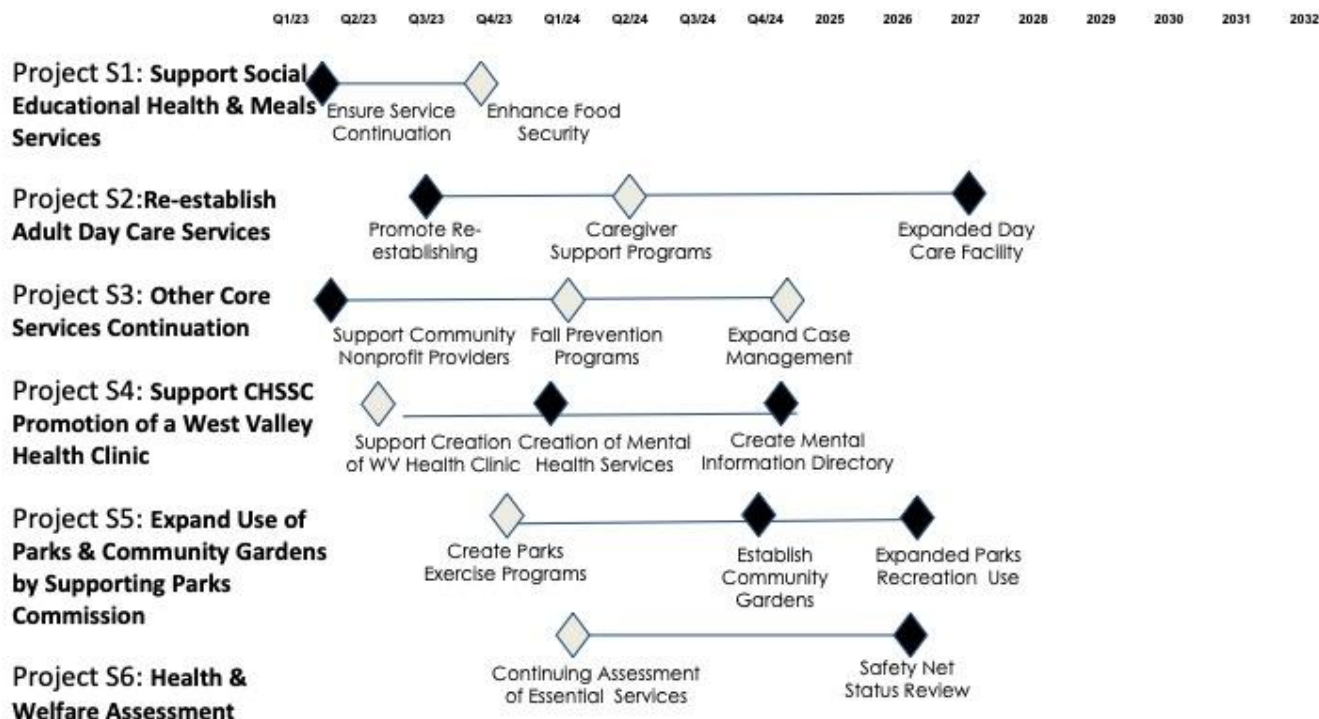 Q1/23 Q2/23 Q3/23 Q4/23 Q1/24 Q2/24 Q3/24 Q4/24 2025 2026 2027 2028 2029 2030 2031 2032
Project S1: Support Social
Educational Health & Meals
Services
Ensure Service
Continuation
Enhance Food
Security
Project S2:Re-establish
Adult Day Care Services
Promote Re-
establishing
Caregiver
Support Programs
Expanded Day
Care Facility
Project S3: Other Core
Services Continuation
Support Community
Nonprofit Providers
Fall Prevention
Programs
Expand Case
Management
Project S4: Support CHSSC
Promotion of a West Valley
Health Clinic
Support Creation
of WV Health Clinic
Creation of Mental
Health Services
Create Mental
Information Directory
Project S5: Expand Use of
Parks & Community Gardens
by Supporting Parks
Commission
Create Parks
Exercise Programs
Establish
Community
Gardens
Expanded Parks
Recreation Use
Project S6: Health &
Welfare Assessment
Continuing Assessment
of Essential Services
Safety Net
Status Review